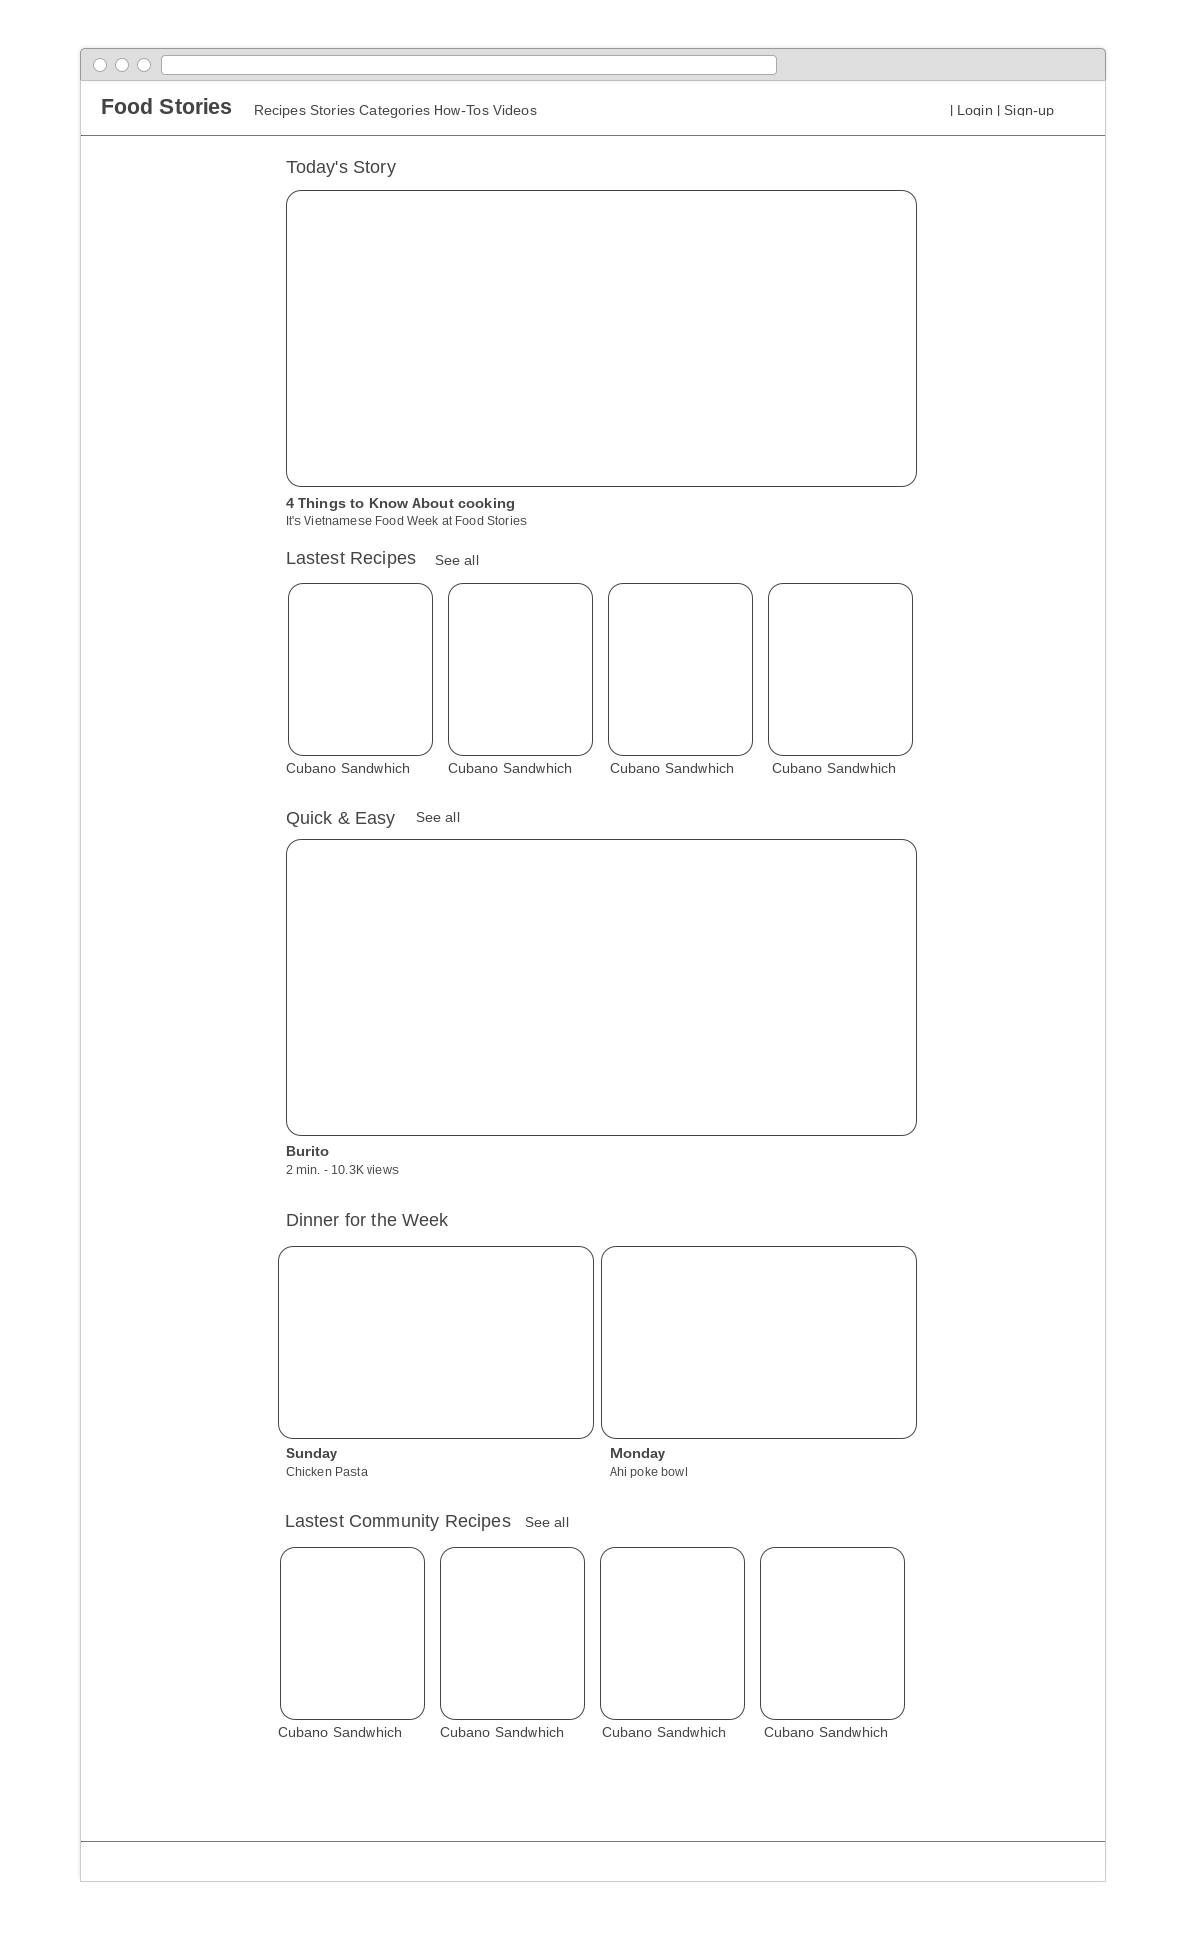 Food Stories Recipes Stories Categories How-Tos Videos | Login | Sign-up
Today's Story
4 Things to Know About cooking
It's Vietnamese Food Week at Food Stories
Lastest Recipes See all
Cubano Sandwhich Cubano Sandwhich Cubano Sandwhich Cubano Sandwhich
Quick & Easy See all
Burito
2 min. - 10.3K views
Dinner for the Week
Sunday Monday
Chicken Pasta Ahi poke bowl
Lastest Community Recipes See all
Cubano Sandwhich Cubano Sandwhich Cubano Sandwhich Cubano Sandwhich